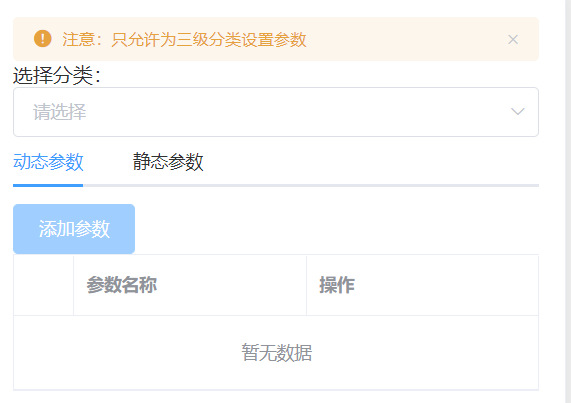 注意：只允许为三级分类设置参数
选择分类：
请选择
动态参数 静态参数
添加参数
参数名称 操作
暂无数据